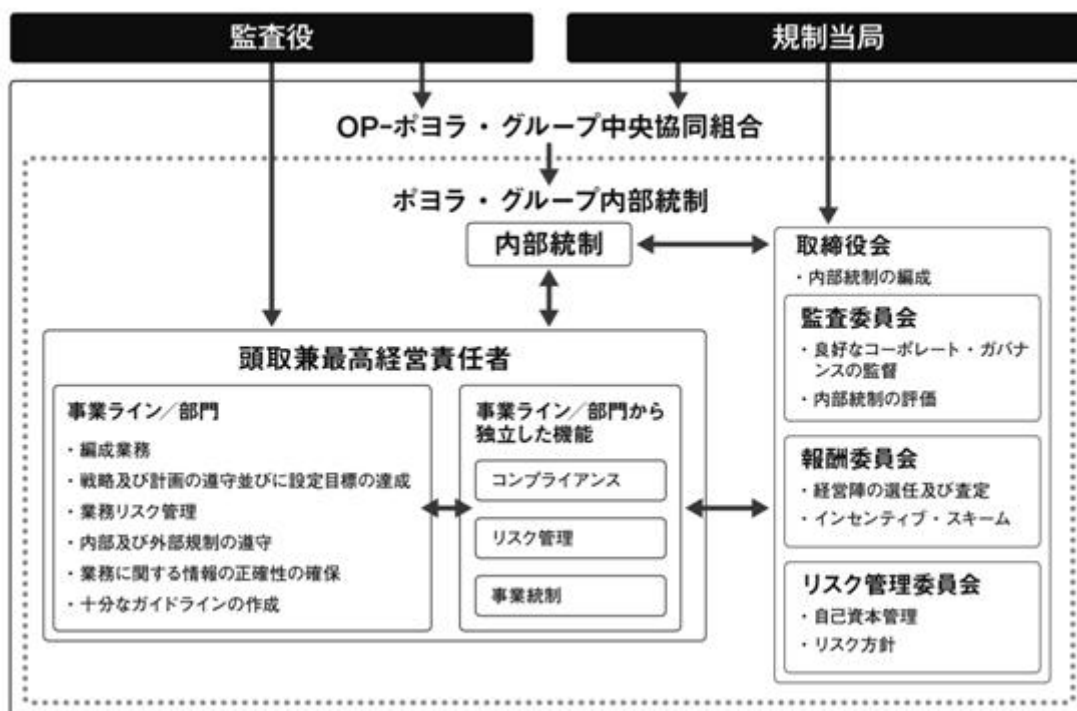 監査役
規制当局
OP-ポヨラ・グループ中央協同組合
ポヨラ・グループ内部統制
内部統制
頭取兼最高経営責任者
事業ライン／部門
・編成業務
・戦略及び計画の遵守並びに設定目標の達成
・業務リスク管理
・内部及び外部規制の遵守
・業務に関する情報の正確性の確保
・十分なガイドラインの作成
事業ライン／部門から
独立した機能
コンプライアンス
リスク管理
事業統制
取締役会
・内部統制の編成
監査委員会
・良好なコーポレート・ガバナ
ンスの監督
・内部統制の評価
報酬委員会
・経営陣の選任及び査定
・インセンティブ・スキーム
リスク管理委員会
・自己資本管理
・リスク方針